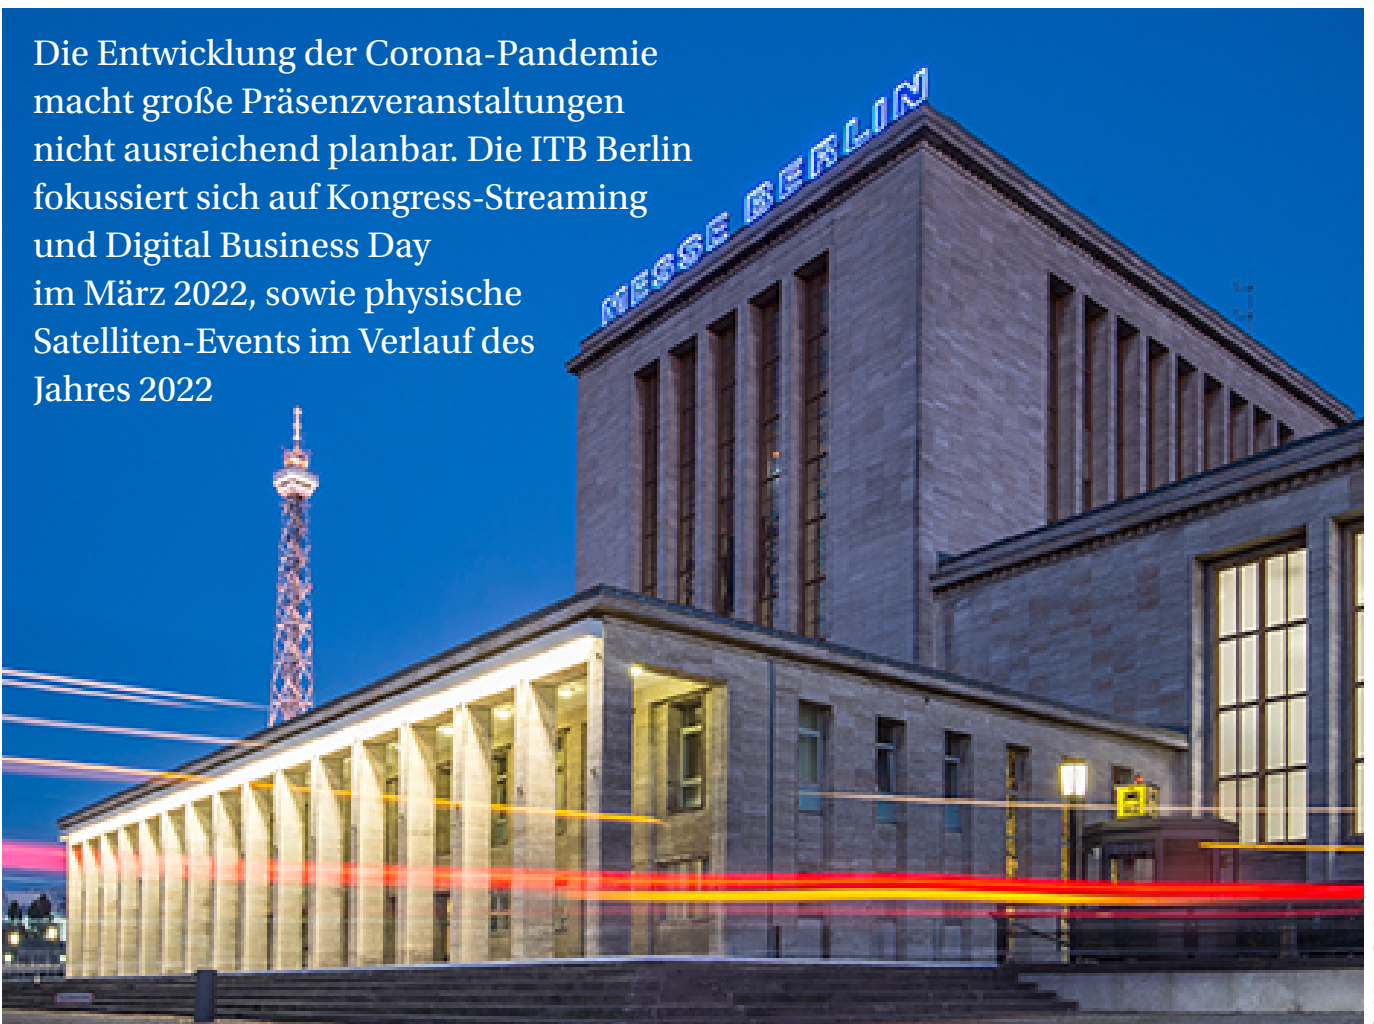 Die Entwicklung der Corona-Pandemie
macht große Präsenzveranstaltungen
nicht ausreichend planbar. Die ITB Berlin
fokussiert sich auf Kongress-Streaming
und Digital Business Day
im März 2022, sowie physische
Satelliten-Events im Verlauf des
Jahres 2022
MESSE BERLIN